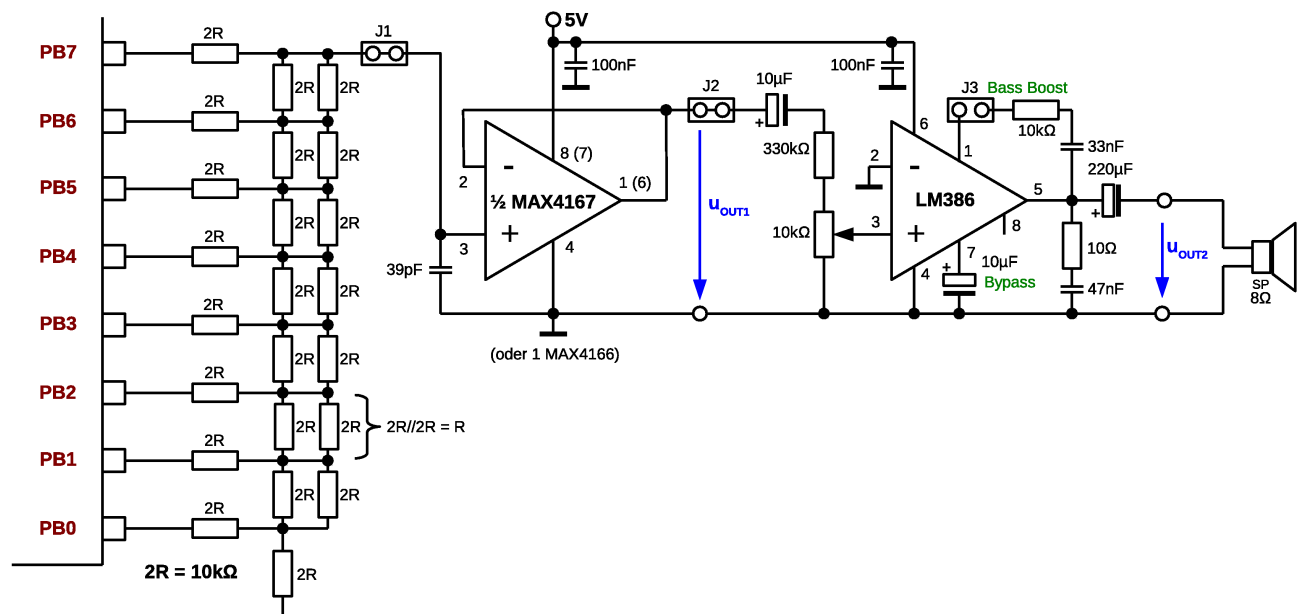 5V
J1
2R
PB7
100nF
100nF
J2
10µF
+
J3
Bass Boost
10kΩ
2R
2R
2R
PB6
2R
2R
2R
PB5
2R
2R
2R
PB4
2R
2R
2R
PB3
2R
2R
2R
PB2
2R
2R
2R//2R = R
2R
PB1
2R
2R
2R
PB0
2R
2R = 10kΩ
39pF
8 (7)
-
2
½ MAX4167
1 (6)
+
3
4
(oder 1 MAX4166)
uOUT1
330kΩ
10kΩ
6
2
-
1
LM386
3
+
5
8
7
4
+
10µF
Bypass
33nF
220µF
+
10Ω
47nF
uOUT2
SP
8Ω